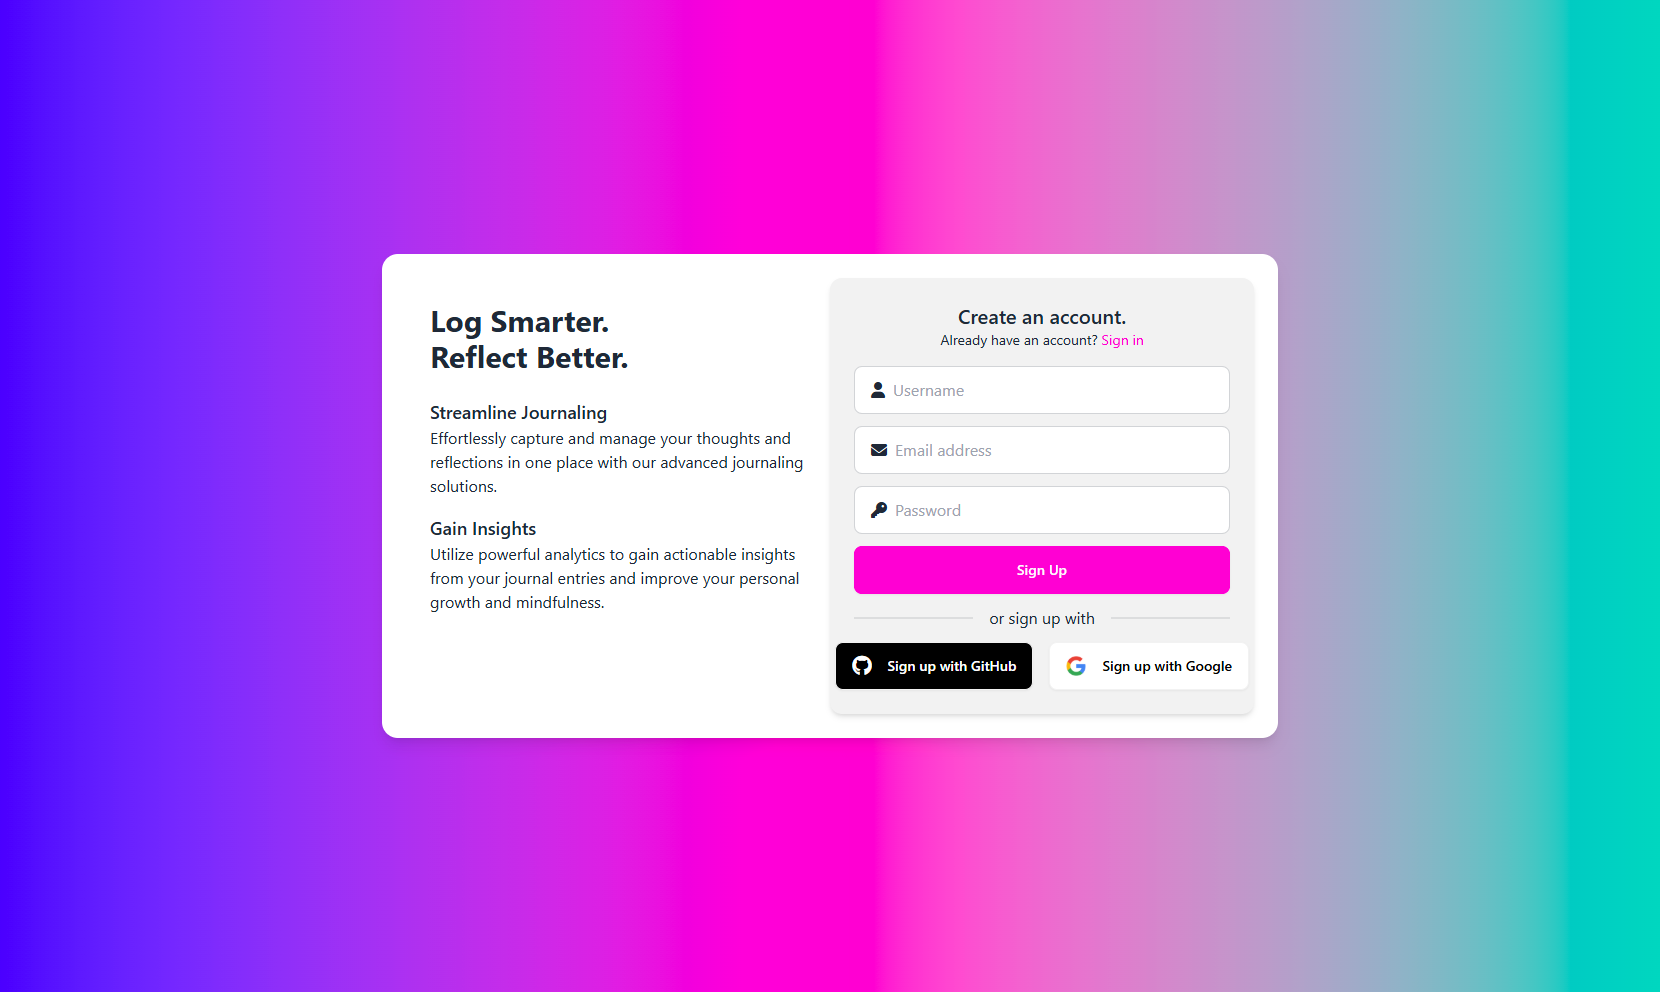 Log Smarter.
Reflect Better.
Streamline Journaling
Effortlessly capture and manage your thoughts and
reflections in one place with our advanced journaling
solutions.
Gain Insights
Utilize powerful analytics to gain actionable insights
from your journal entries and improve your personal
growth and mindfulness.
Create an account.
Already have an account? Sign in
Username
Email address
Password
Sign Up
or sign up with
Sign up with GitHub
Sign up with Google